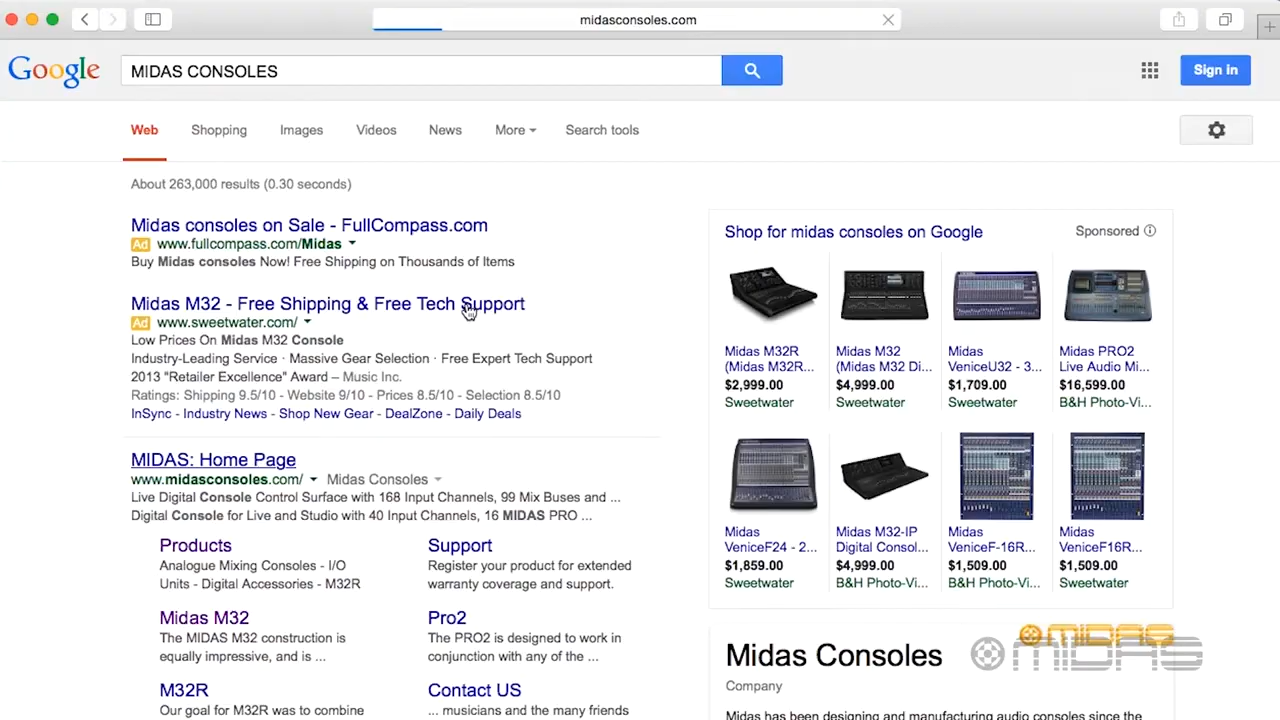 midasconsoles.com
Google
MIDAS CONSOLES
Sign in
Web
Shopping
Images
Videos
News
More
Search tools
About 263,000 results (0.30 seconds)
Midas consoles on Sale - FullCompass.com
Ad www.fullcompass.com/Midas
Buy Midas consoles Now! Free Shipping on Thousands of Items
Midas M32 - Free Shipping & Free Tech Support
Ad www.sweetwater.com/
Low Prices On Midas M32 Console
Industry-Leading Service · Massive Gear Selection · Free Expert Tech Support
2013 "Retailer Excellence" Award – Music Inc.
Ratings: Shipping 9.5/10 - Website 9/10 - Prices 8.5/10 - Selection 8.5/10
InSync - Industry News - Shop New Gear - DealZone - Daily Deals
MIDAS: Home Page
www.midasconsoles.com/ Midas Consoles
Live Digital Console Control Surface with 168 Input Channels, 99 Mix Buses and ...
Digital Console for Live and Studio with 40 Input Channels, 16 MIDAS PRO ...
Products
Analogue Mixing Consoles - I/O
Units - Digital Accessories - M32R
Support
Register your product for extended
warranty coverage and support.
Midas M32
The MIDAS M32 construction is
equally impressive, and is ...
Pro2
The PRO2 is designed to work in
conjunction with any of the ...
M32R
Our goal for M32R was to combine
Contact US
... musicians and the many friends
Shop for midas consoles on Google
Sponsored
Midas M32R
(Midas M32R...
$2,999.00
Sweetwater
Midas M32
(Midas M32 Di...
$4,999.00
Sweetwater
Midas
VeniceU32 - 3...
$1,709.00
Sweetwater
Midas PRO2
Live Audio Mi...
$16,599.00
B&H Photo-Vi...
Midas
VeniceF24 - 2...
$1,859.00
Sweetwater
Midas M32-IP
Digital Consol...
$4,999.00
B&H Photo-Vi...
Midas
VeniceF-16R...
$1,509.00
B&H Photo-Vi...
Midas
VeniceF16R...
$1,509.00
Sweetwater
Midas Consoles
Company
Midas has been designing and manufacturing audio consoles since the
MIDAS
MIDAS